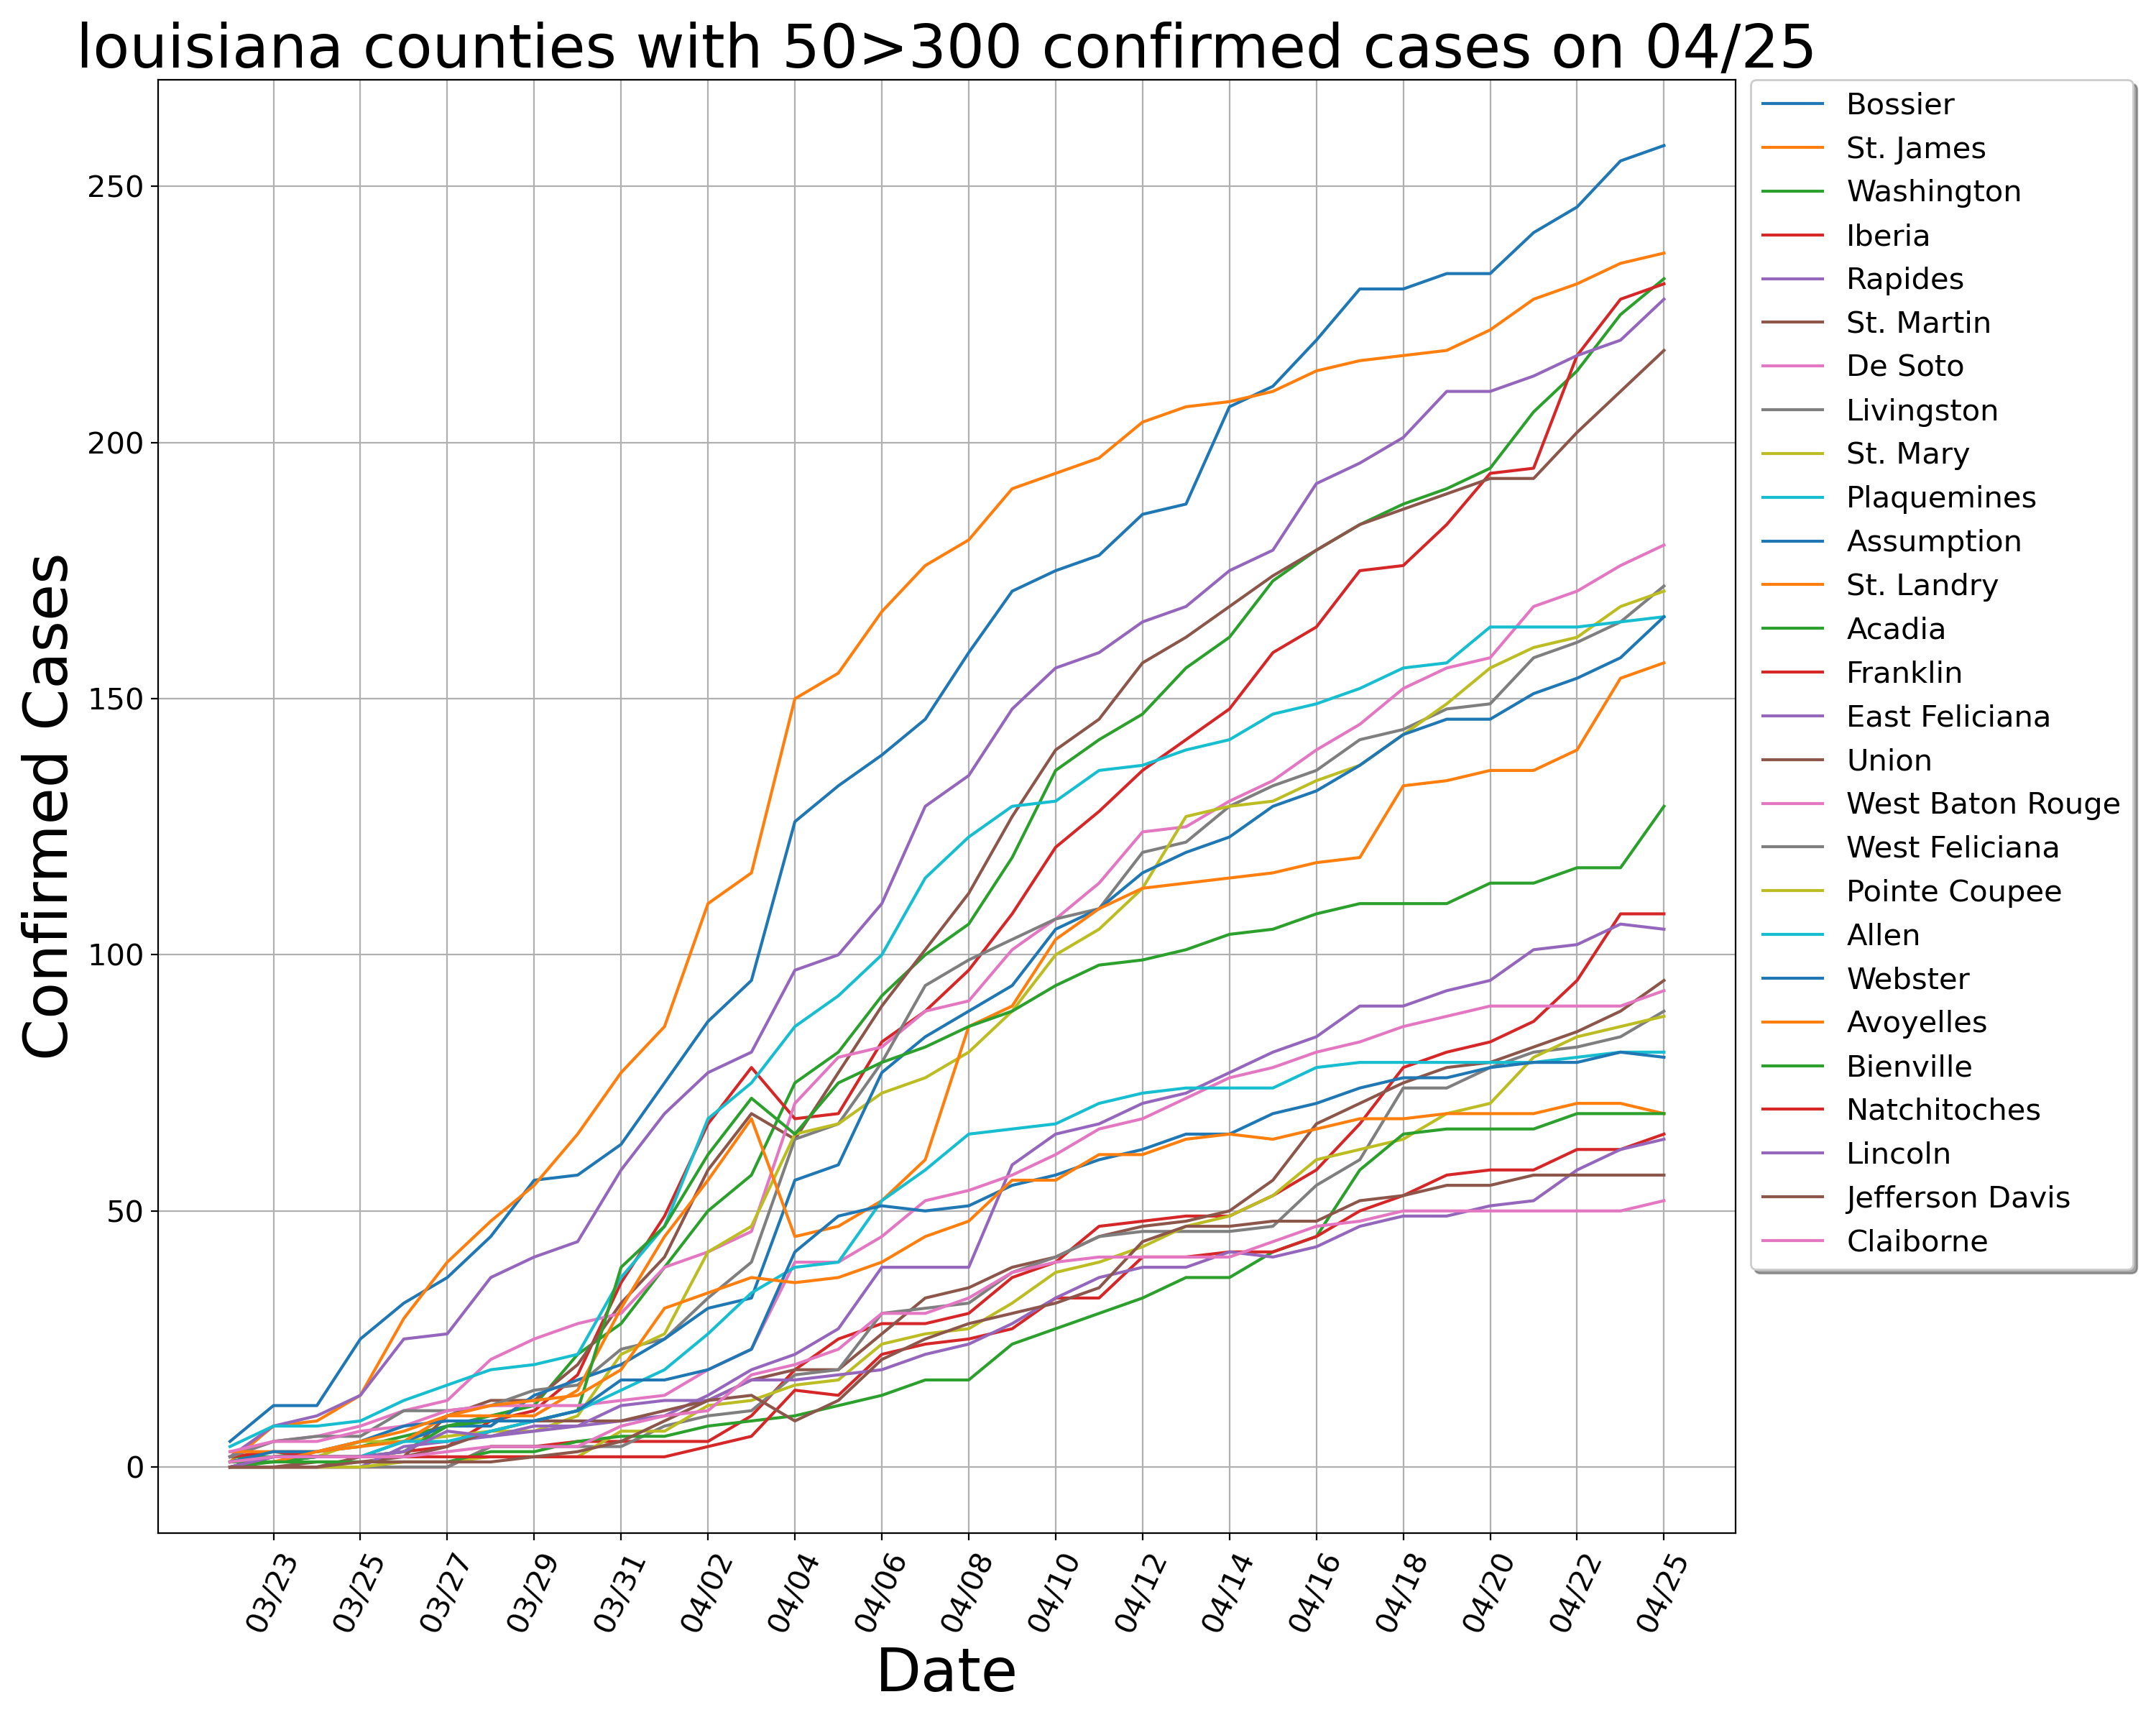 louisiana counties with 50>300 confirmed cases on 04/25
Confirmed Cases
250
200
150
100
50
0
03/23
03/25
03/27
03/29
03/31
04/02
04/04
04/06
04/08
04/10
04/12
04/14
04/16
04/18
04/20
04/22
04/25
Date
Bossier
St. James
Washington
Iberia
Rapides
St. Martin
De Soto
Livingston
St. Mary
Plaquemines
Assumption
St. Landry
Acadia
Franklin
East Feliciana
Union
West Baton Rouge
West Feliciana
Pointe Coupee
Allen
Webster
Avoyelles
Bienville
Natchitoches
Lincoln
Jefferson Davis
Claiborne